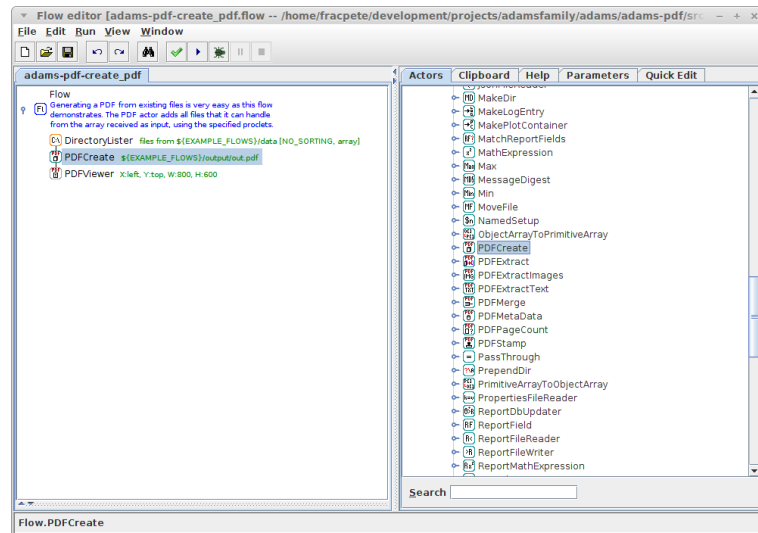 Flow editor [adams-pdf-create_pdf.flow -- /home/fracpete/development/projects/adamsfamily/adams/adams-pdf/src
File Edit Run View Window
adams-pdf-create_pdf
Flow
Generating a PDF from existing files is very easy as this flow
demonstrates. The PDF actor adds all files that it can handle
from the array received as input, using the specified proclets.
DirectoryLister files from ${EXAMPLE_FLOWS}/data [NO_SORTING, array]
PDFCreate ${EXAMPLE_FLOWS}/output/out.pdf
PDFViewer X:left, Y:top, W:800, H:600
Actors Clipboard Help Parameters Quick Edit
MakeDir
MakeLogEntry
MakePlotContainer
MatchReportFields
MathExpression
Max
MessageDigest
Min
MoveFile
NamedSetup
ObjectArrayToPrimitiveArray
PDFCreate
PDFExtract
PDFExtractImages
PDFExtractText
PDFMerge
PDFMetaData
PDFPageCount
PDFStamp
PassThrough
PrependDir
PrimitiveArrayToObjectArray
PropertiesFileReader
ReportDbUpdater
ReportField
ReportFileReader
ReportFileWriter
ReportMathExpression
Search
Flow.PDFCreate